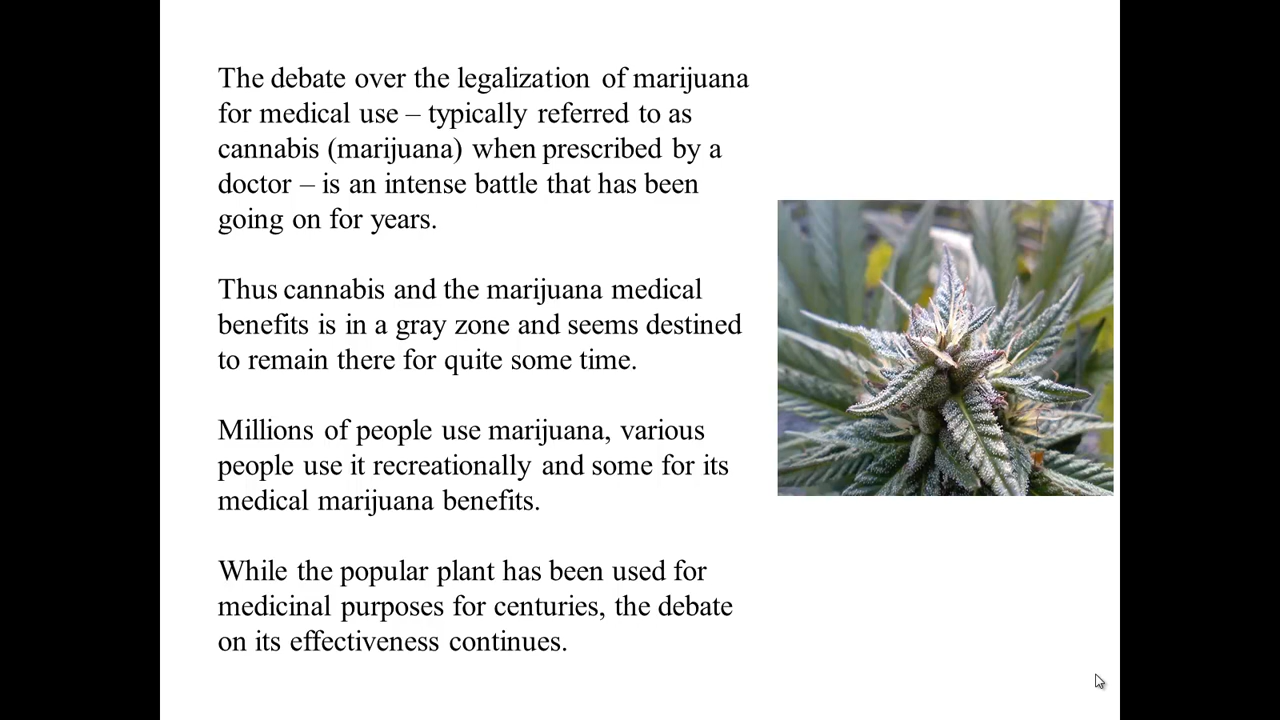 The debate over the legalization of marijuana
for medical use – typically referred to as
cannabis (marijuana) when prescribed by a
doctor – is an intense battle that has been
going on for years.
Thus cannabis and the marijuana medical
benefits is in a gray zone and seems destined
to remain there for quite some time.
Millions of people use marijuana, various
people use it recreationally and some for its
medical marijuana benefits.
While the popular plant has been used for
medicinal purposes for centuries, the debate
on its effectiveness continues.